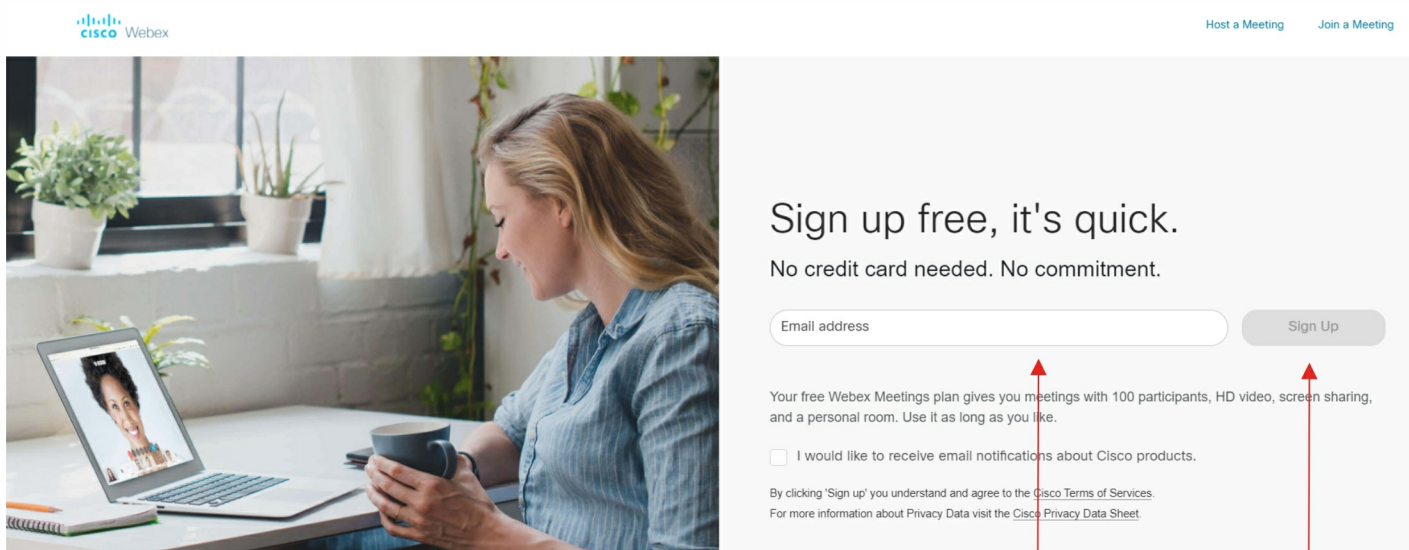 CISCO Webex
Host a Meeting
Join a Meeting
Sign up free, it's quick.
No credit card needed. No commitment.
Email address
Sign Up
Your free Webex Meetings plan gives you meetings with 100 participants, HD video, screen sharing,
and a personal room. Use it as long as you like.
I would like to receive email notifications about Cisco products.
By clicking 'Sign up' you understand and agree to the Cisco Terms of Services.
For more information about Privacy Data visit the Cisco Privacy Data Sheet.